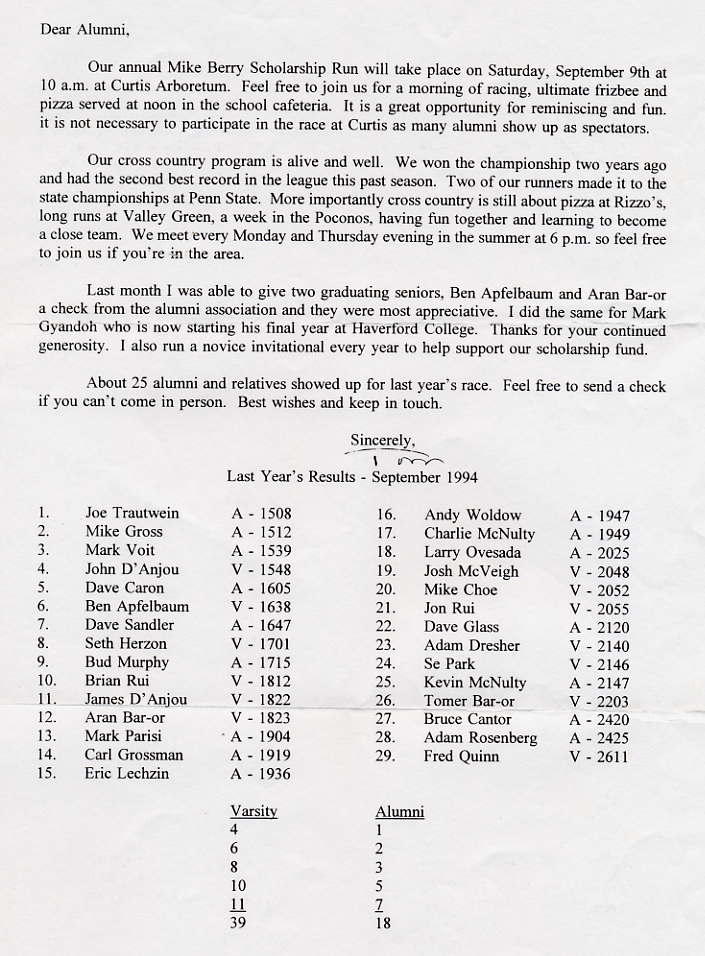 Dear Alumni,
Our annual Mike Berry Scholarship Run will take place on Saturday, September 9th at
10 a.m. at Curtis Arboretum. Feel free to join us for a morning of racing, ultimate frizbee and
pizza served at noon in the school cafeteria. It is a great opportunity for reminiscing and fun.
it is not necessary to participate in the race at Curtis as many alumni show up as spectators.
Our cross country program is alive and well. We won the championship two years ago
and had the second best record in the league this past season. Two of our runners made it to the
state championships at Penn State. More importantly cross country is still about pizza at Rizzo's,
long runs at Valley Green, a week in the Poconos, having fun together and learning to become
a close team. We meet every Monday and Thursday evening in the summer at 6 p.m. so feel free
to join us if you're in the area.
Last month I was able to give two graduating seniors, Ben Apfelbaum and Aran Bar-or
a check from the alumni association and they were most appreciative. I did the same for Mark
Gyandoh who is now starting his final year at Haverford College. Thanks for your continued
generosity. I also run a novice invitational every year to help support our scholarship fund.
About 25 alumni and relatives showed up for last year's race. Feel free to send a check
if you can't come in person. Best wishes and keep in touch.
Sincerely,
Last Year's Results - September 1994
1. Joe Trautwein A - 1508
2. Mike Gross A - 1512
3. Mark Voit A - 1539
4. John D'Anjou V - 1548
5. Dave Caron A - 1605
6. Ben Apfelbaum V - 1638
7. Dave Sandler A - 1647
8. Seth Herzon V - 1701
9. Bud Murphy A - 1715
10. Brian Rui V - 1812
11. James D'Anjou V - 1822
12. Aran Bar-or V - 1823
13. Mark Parisi A - 1904
14. Carl Grossman A - 1919
15. Eric Lechzin A - 1936
16. Andy Woldow A - 1947
17. Charlie McNulty A - 1949
18. Larry Ovesada A - 2025
19. Josh McVeigh V - 2048
20. Mike Choe V - 2052
21. Jon Rui V - 2055
22. Dave Glass A - 2120
23. Adam Dresher V - 2140
24. Se Park V - 2146
25. Kevin McNulty A - 2147
26. Tomer Bar-or V - 2203
27. Bruce Cantor A - 2420
28. Adam Rosenberg A - 2425
29. Fred Quinn V - 2611
Varsity Alumni
4 1
6 2
8 3
10 5
11 7
39 18